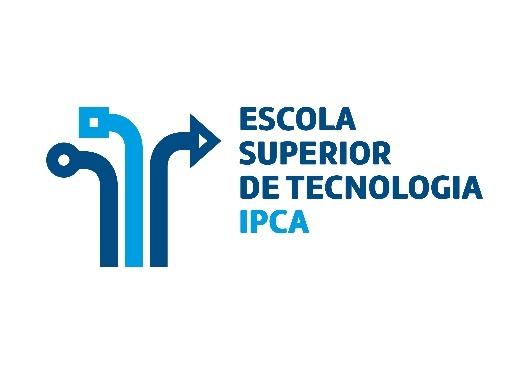 ESCOLA
SUPERIOR
DE TECNOLOGIA
IPCA